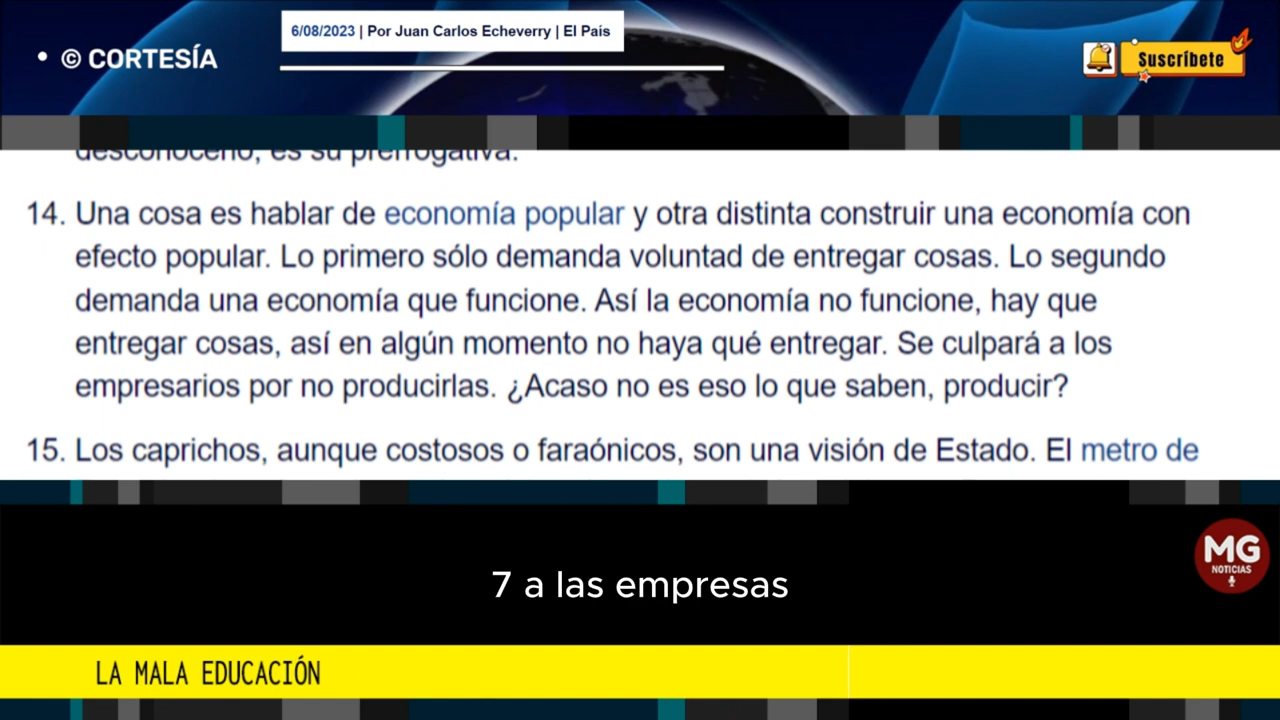 6/08/2023 | Por Juan Carlos Echeverry | El País
• © CORTESÍA
Suscríbete
desconocerlo, es su prerrogativa.
14. Una cosa es hablar de economía popular y otra distinta construir una economía con
efecto popular. Lo primero sólo demanda voluntad de entregar cosas. Lo segundo
demanda una economía que funcione. Así la economía no funcione, hay que
entregar cosas, así en algún momento no haya qué entregar. Se culpará a los
empresarios por no producirlas. ¿Acaso no es eso lo que saben, producir?
15. Los caprichos, aunque costosos o faraónicos, son una visión de Estado. El metro de
MG
NOTICIAS
7 a las empresas
LA MALA EDUCACIÓN